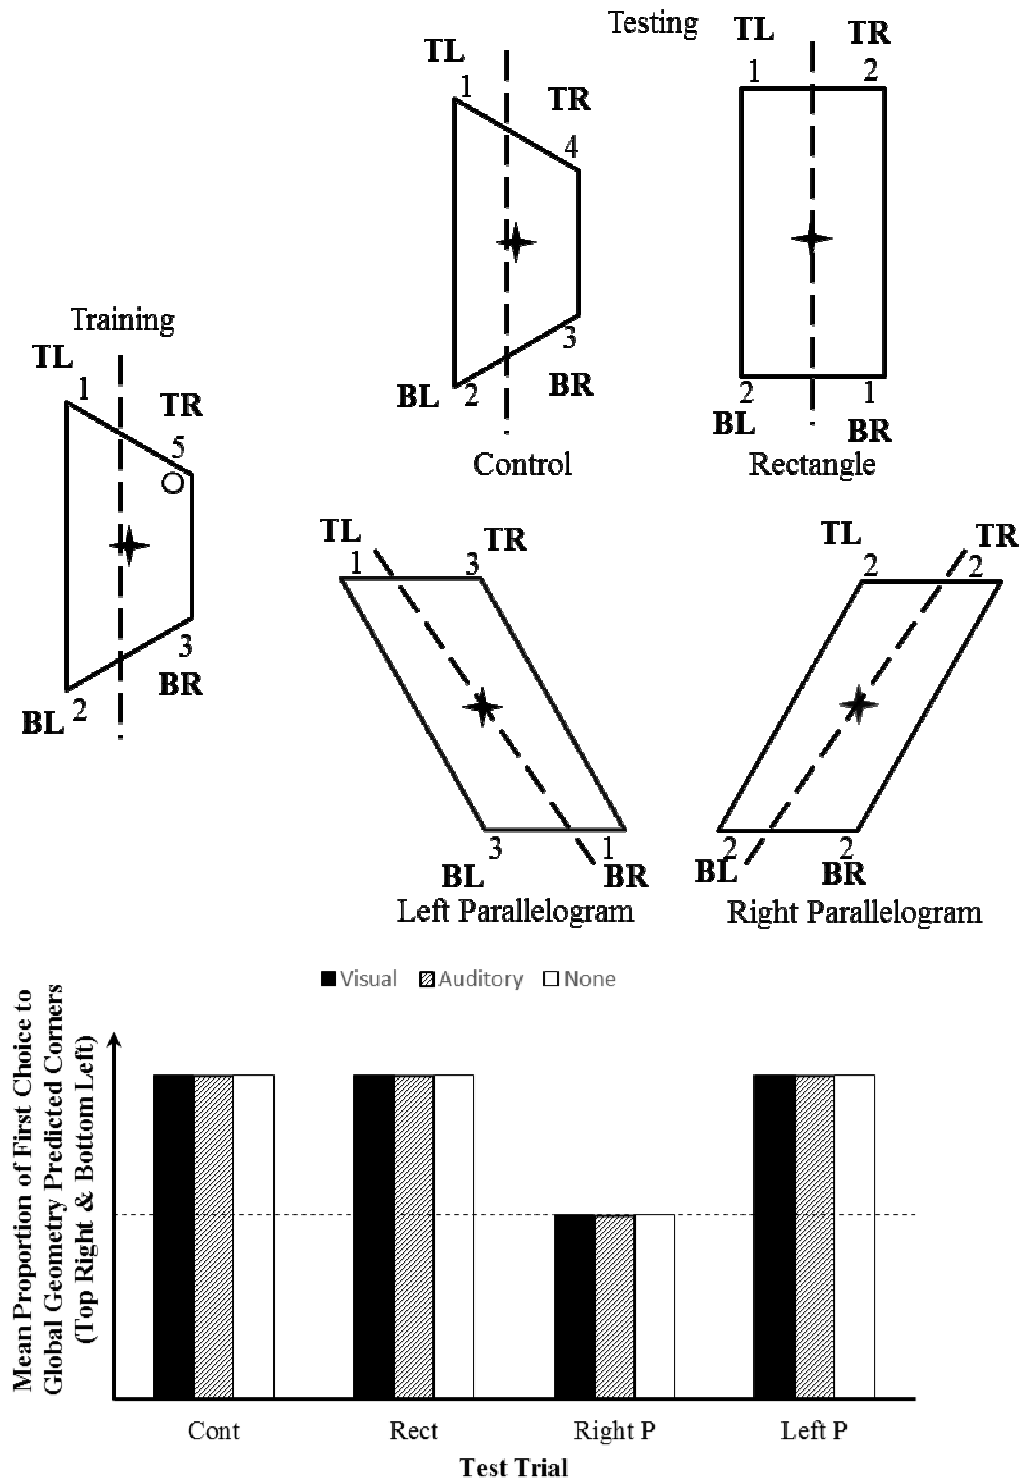 Testing
TL
TR
1
2
2
1
BL
BR
Rectangle
TL
1
TR
4
3
BL
2
BR
Control
Training
TL
1
TR
5
3
BR
BL
2
TL
1
3
TR
3
1
BL
BR
Left Parallelogram
TL
2
TR
2
2
2
BL
BR
Right Parallelogram
Visual
Auditory
None
Mean Proportion of First Choice to
Global Geometry Predicted Corners
(Top Right & Bottom Left)
Cont
Rect
Right P
Left P
Test Trial